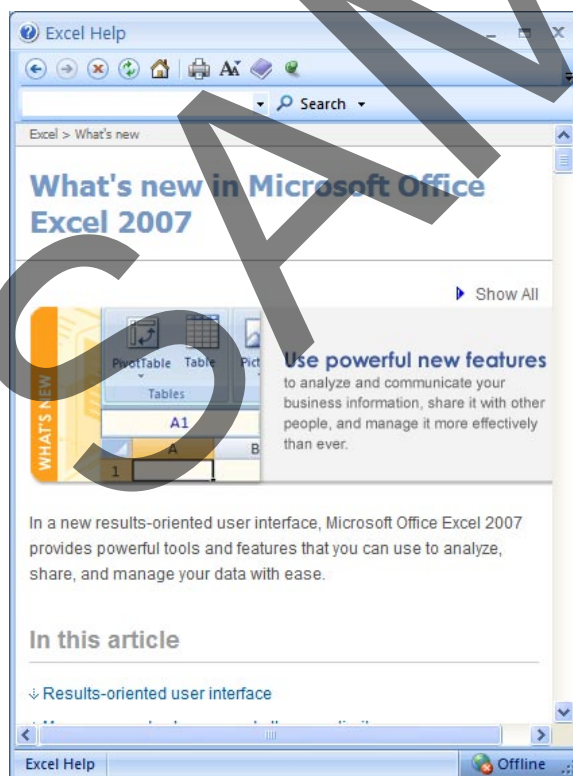 Excel Help
Search
Excel > What's new
What's new in Microsoft Office
Excel 2007
Show All
WHAT'S NEW
PivotTable Table Pict
Tables
A1
A B
1
Use powerful new features
to analyze and communicate your
business information, share it with other
people, and manage it more effectively
than ever.
In a new results-oriented user interface, Microsoft Office Excel 2007
provides powerful tools and features that you can use to analyze,
share, and manage your data with ease.
In this article
Results-oriented user interface
Excel Help
Offline
SAM